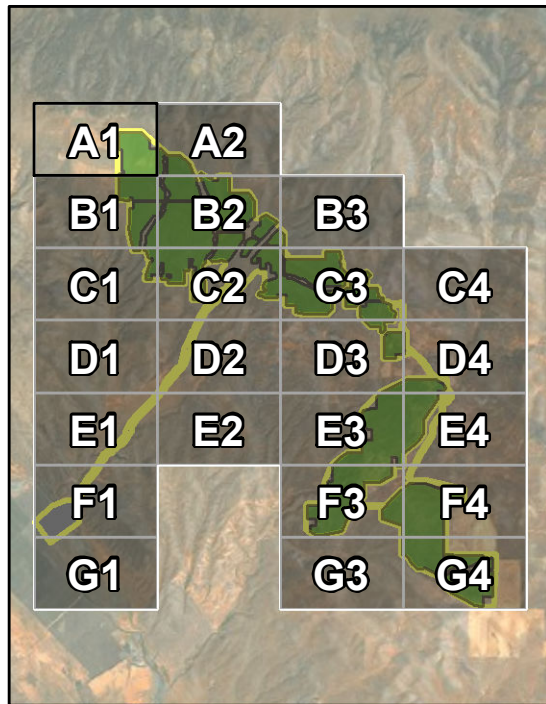 A1 A2
B1 B2 B3
C1 C2 C3 C4
D1 D2 D3 D4
E1 E2 E3 E4
F1 F3 F4
G1 G3 G4